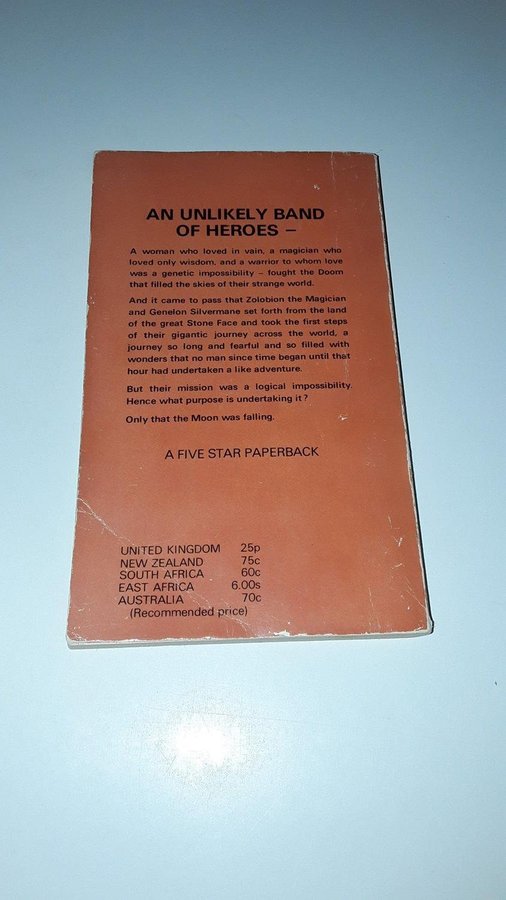 AN UNLIKELY BAND
OF HEROES –
A woman who loved in vain, a magician who
loved only wisdom, and a warrior to whom love
was a genetic impossibility – fought the Doom
that filled the skies of their strange world.
And it came to pass that Zolobion the Magician
and Genelon Silvermane set forth from the land
of the great Stone Face and took the first steps
of their gigantic journey across the world, a
journey so long and fearful and so filled with
wonders that no man since time began until that
hour had undertaken a like adventure.
But their mission was a logical impossibility.
Hence what purpose is undertaking it?
Only that the Moon was falling.
A FIVE STAR PAPERBACK
UNITED KINGDOM 25p
NEW ZEALAND 75c
SOUTH AFRICA 60c
EAST AFRICA 6.00s
AUSTRALIA 70c
(Recommended price)